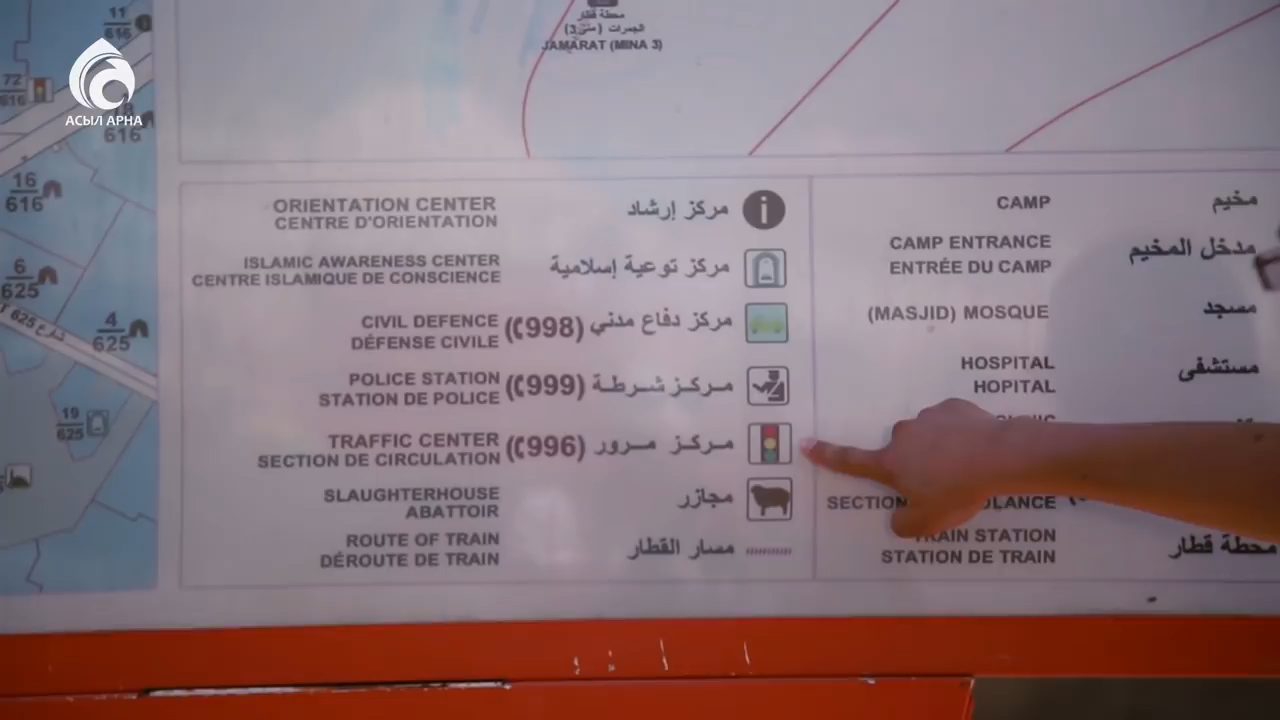 АСЫЛ АРНА
محطة قطار
الجمرات (منى3)
JAMARAT (MINA 3)
11
616
72
616
616
16
616
6
625
4
625
شارع 625
19
625
ORIENTATION CENTER
CENTRE D'ORIENTATION
مركز إرشاد
ISLAMIC AWARENESS CENTER
CENTRE ISLAMIQUE DE CONSCIENCE
مركز توعية إسلامية
CIVIL DEFENCE
DÉFENSE CIVILE
مركز دفاع مدني (998)
POLICE STATION
STATION DE POLICE
مركز شرطة (999)
TRAFFIC CENTER
SECTION DE CIRCULATION
مركز مرور (996)
SLAUGHTERHOUSE
ABATTOIR
مجازر
ROUTE OF TRAIN
DÉROUTE DE TRAIN
مسار القطار
CAMP
مخيم
CAMP ENTRANCE
ENTRÉE DU CAMP
مدخل المخيم
(MASJID) MOSQUE
مسجد
HOSPITAL
HOPITAL
مستشفى
TRAIN STATION
STATION DE TRAIN
محطة قطار